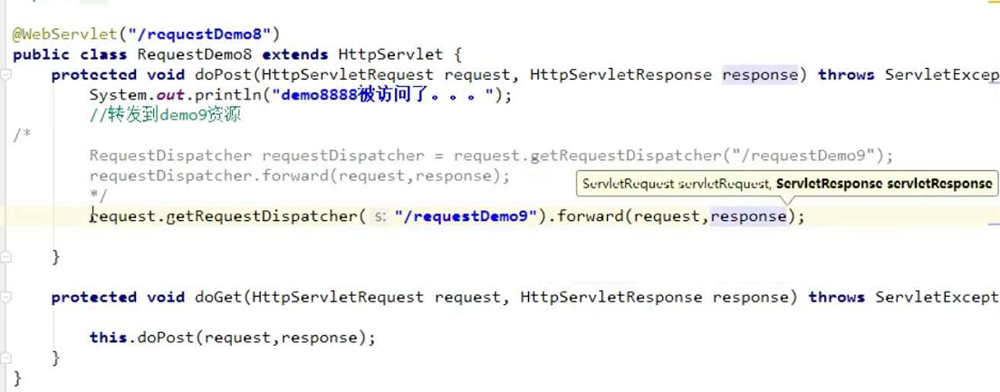 @WebServlet("/requestDemo8")
public class RequestDemo8 extends HttpServlet {
protected void doPost(HttpServletRequest request, HttpServletResponse response) throws ServletExcep
System.out.println("demo8888被访问了。。。");
//转发到demo9资源
/*
RequestDispatcher requestDispatcher = request.getRequestDispatcher("/requestDemo9");
requestDispatcher.forward(request,response);
ServletRequest servletRequest, ServletResponse servletResponse
*/
request.getRequestDispatcher( s: "/requestDemo9").forward(request,response);
}
protected void doGet(HttpServletRequest request, HttpServletResponse response) throws ServletExcept
this.doPost(request,response);
}
}